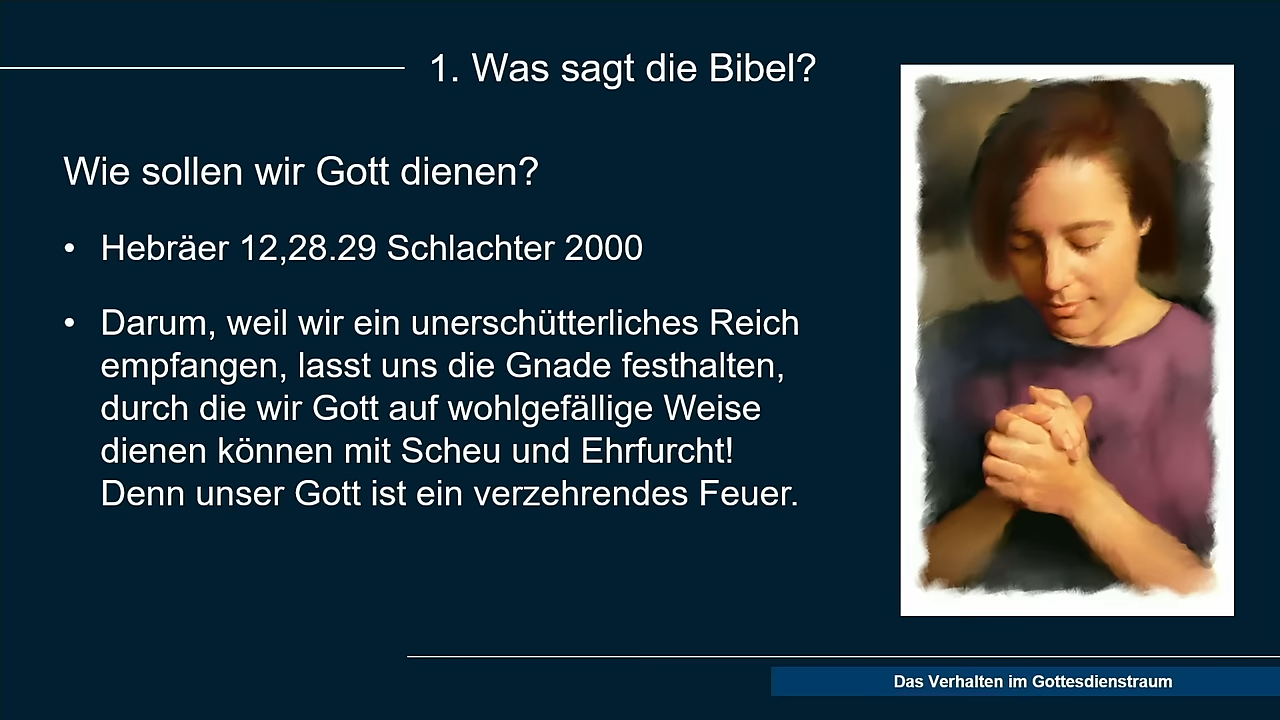 1. Was sagt die Bibel?
Wie sollen wir Gott dienen?
• Hebräer 12,28.29 Schlachter 2000
• Darum, weil wir ein unerschütterliches Reich
empfangen, lasst uns die Gnade festhalten,
durch die wir Gott auf wohlgefällige Weise
dienen können mit Scheu und Ehrfurcht!
Denn unser Gott ist ein verzehrendes Feuer.
Das Verhalten im Gottesdienstraum